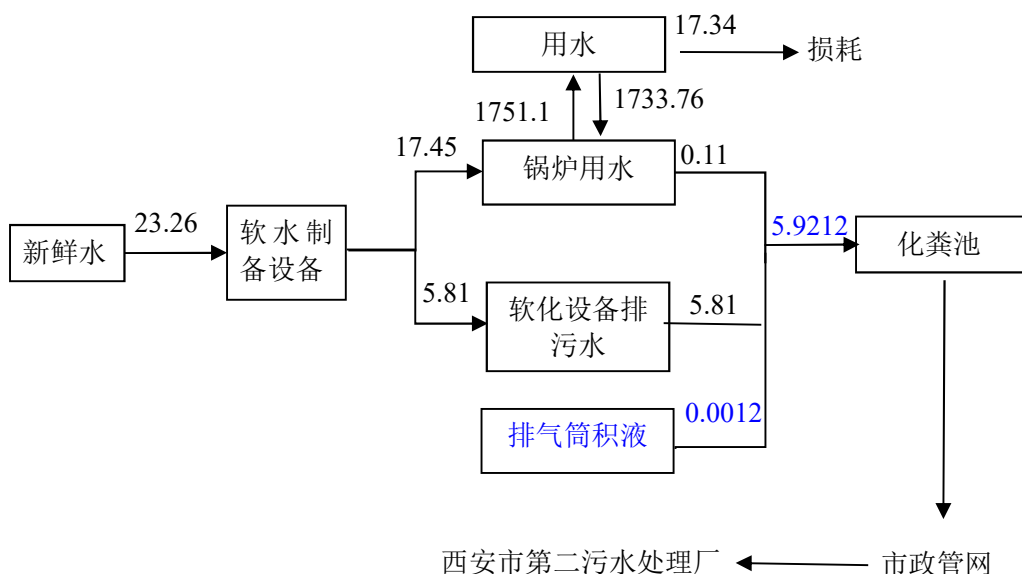 17.34
用水
损耗
1751.1
1733.76
17.45
锅炉用水
0.11
新鲜水
23.26
软水制
备设备
5.9212
化粪池
5.81
软化设备排
污水
5.81
排气筒积液
0.0012
西安市第二污水处理厂
市政管网